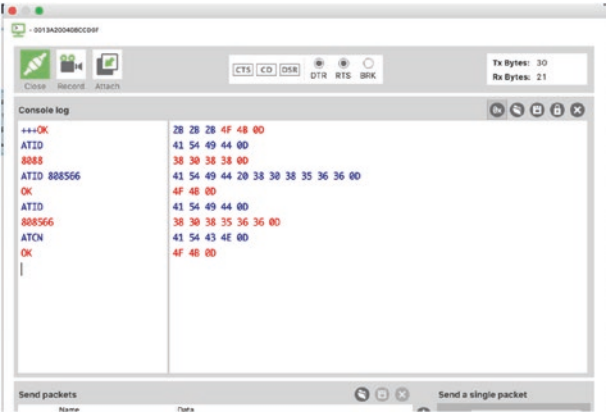 - 0013A20040BCCD0F
Close Record Attach
CTS CD DSR DTR RTS BRK
Tx Bytes: 30
Rx Bytes: 21
Console log
+++OK 2B 2B 2B 4F 4B 0D
ATID 41 54 49 44 0D
8088 38 30 38 38 0D
ATID 808566 41 54 49 44 20 38 30 38 35 36 36 0D
OK 4F 4B 0D
ATID 41 54 49 44 0D
808566 38 30 38 35 36 36 0D
ATCN 41 54 43 4E 0D
OK 4F 4B 0D
Send packets
Send a single packet
Name Data